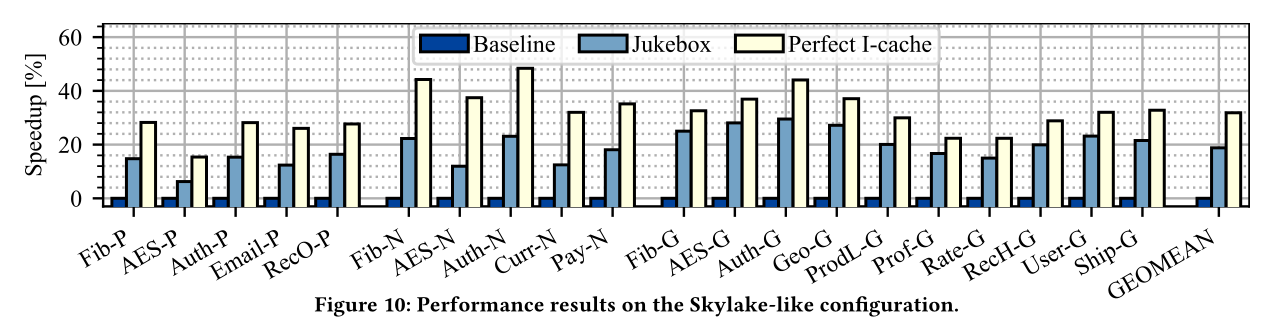 Baseline Jukebox Perfect I-cache
Speedup [%]
60
40
20
0
Fib-P AES-P Auth-P Email-P RecO-P Fib-N AES-N Auth-N Curr-N Pay-N Fib-G AES-G Auth-G Geo-G ProdL-G Prof-G Rate-G RecH-G User-G Ship-G GEOMEAN
Figure 10: Performance results on the Skylake-like configuration.